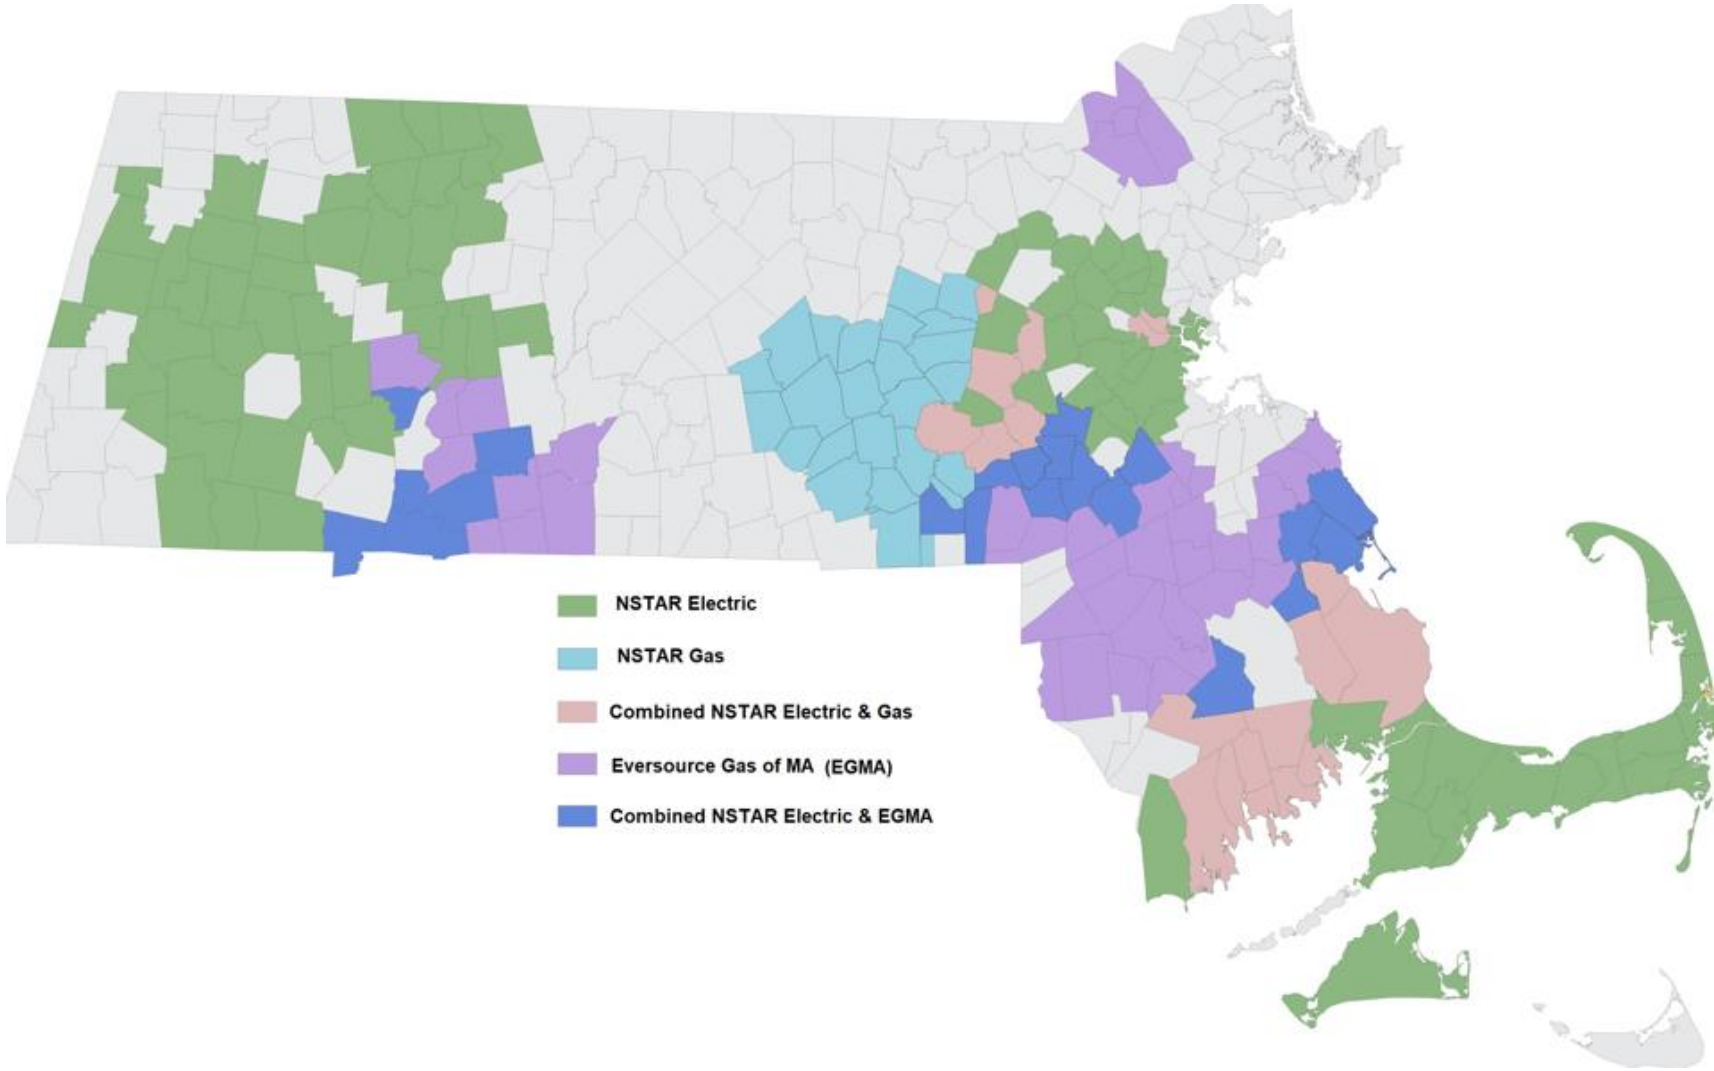 NSTAR Electric
NSTAR Gas
Combined NSTAR Electric & Gas
Eversource Gas of MA (EGMA)
Combined NSTAR Electric & EGMA